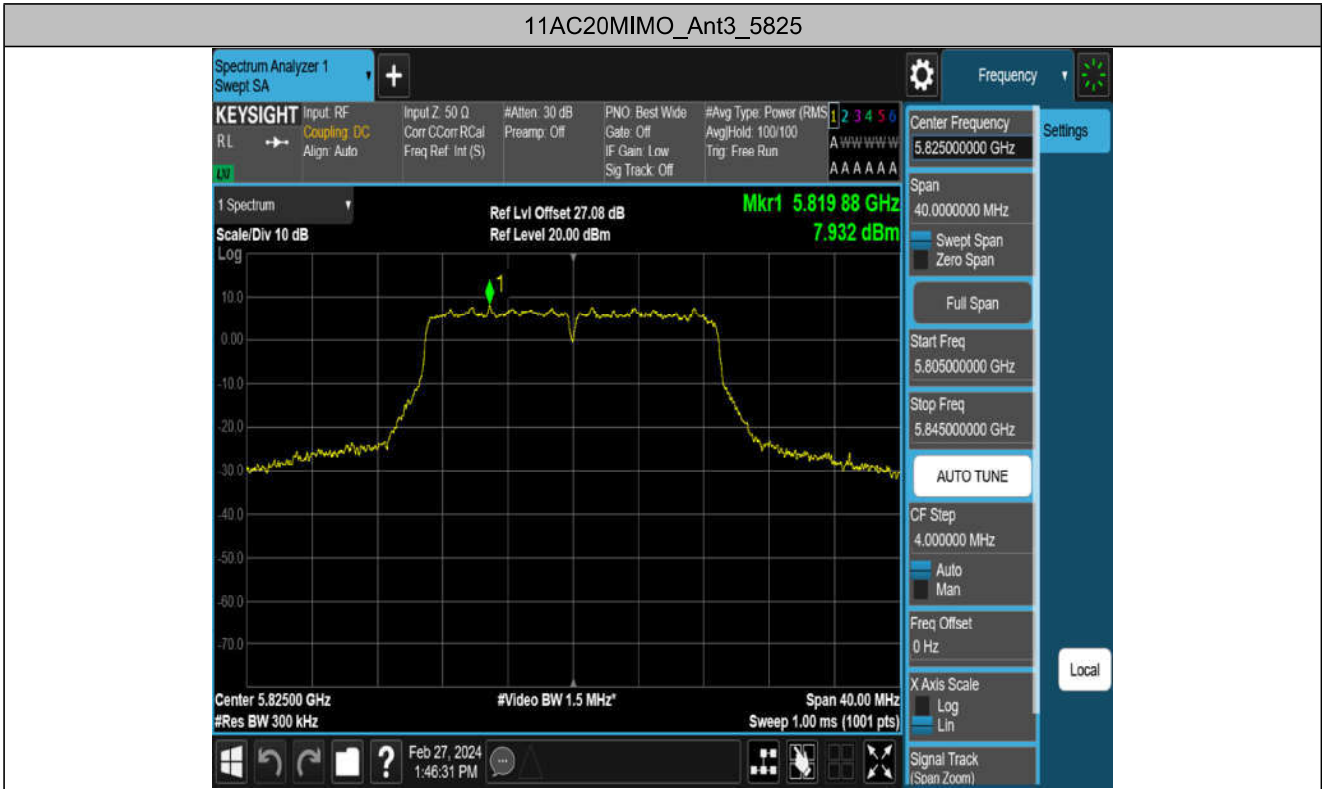 11AC20MIMO_Ant3_5825
Spectrum Analyzer 1
Swept SA
+
Frequency
KEYSIGHT
RL
LXI
Input: RF
Coupling: DC
Align: Auto
Input Z: 50 Ω
Corr CCorr RCal
Freq Ref: Int (S)
#Atten: 30 dB
Preamp: Off
PNO: Best Wide
Gate: Off
IF Gain: Low
Sig Track: Off
#Avg Type: Power (RMS
Avg|Hold: 100/100
Trig: Free Run
1 2 3 4 5 6
A W W W W W
A A A A A A
1 Spectrum
Scale/Div 10 dB
Log
Ref Lvl Offset 27.08 dB
Ref Level 20.00 dBm
Mkr1 5.819 88 GHz
7.932 dBm
1
10.0
0.00
-10.0
-20.0
-30.0
-40.0
-50.0
-60.0
-70.0
Center 5.82500 GHz
#Res BW 300 kHz
#Video BW 1.5 MHz*
Span 40.00 MHz
Sweep 1.00 ms (1001 pts)
Center Frequency
5.825000000 GHz
Settings
Span
40.0000000 MHz
Swept Span
Zero Span
Full Span
Start Freq
5.805000000 GHz
Stop Freq
5.845000000 GHz
AUTO TUNE
CF Step
4.000000 MHz
Auto
Man
Freq Offset
0 Hz
X Axis Scale
Log
Lin
Local
Signal Track
(Span Zoom)
?
Feb 27, 2024
1:46:31 PM